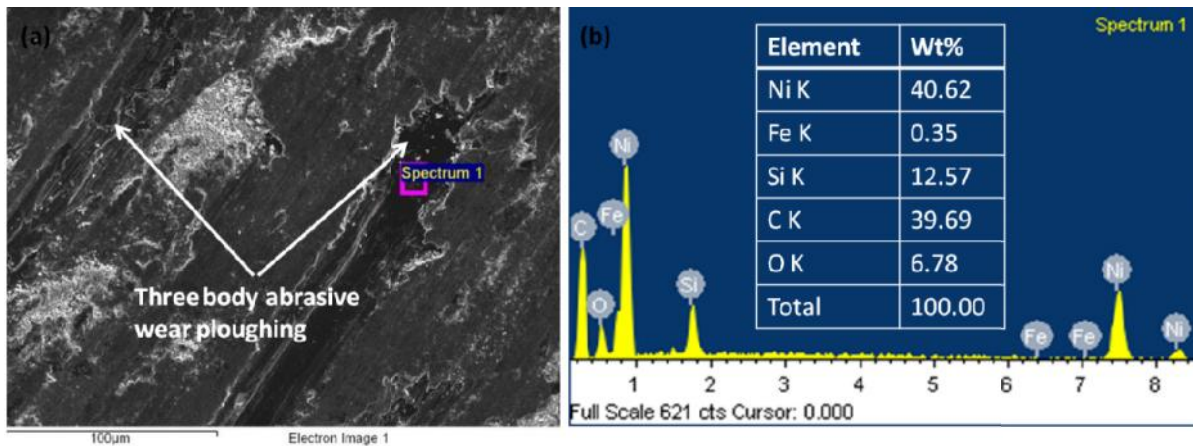 (a)
Spectrum 1
Three body abrasive
wear ploughing
100μm
Electron Image 1
(b)
Spectrum 1
Element Wt%
Ni K 40.62
Fe K 0.35
Si K 12.57
C K 39.69
O K 6.78
Total 100.00
Ni
C
Fe
O
Si
Fe
Fe
Ni
Ni
1 2 3 4 5 6 7 8
Full Scale 621 cts Cursor: 0.000